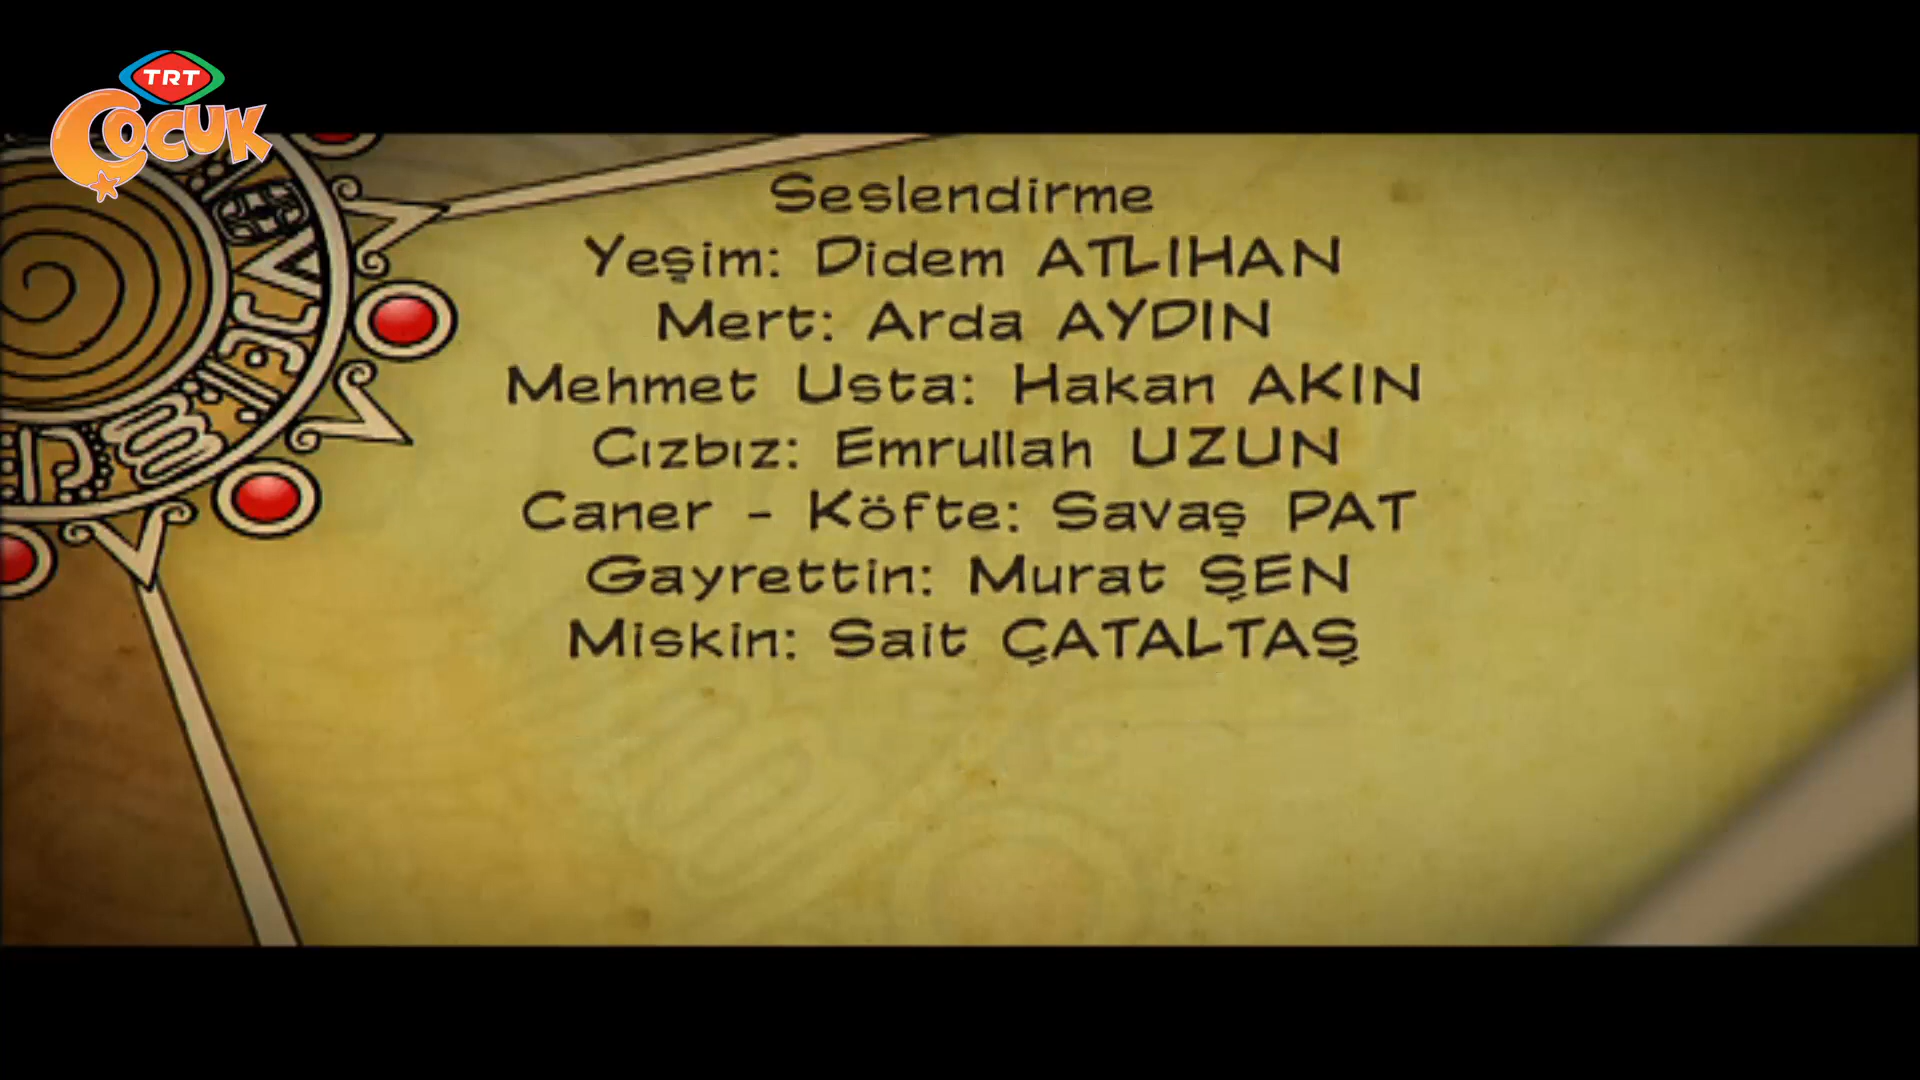 TRT
ÇOCUK
Seslendirme
Yeşim: Didem ATLIHAN
Mert: Arda AYDIN
Mehmet Usta: Hakan AKIN
Cızbız: Emrullah UZUN
Caner - Köfte: Savaş PAT
Gayrettin: Murat ŞEN
Miskin: Sait ÇATALTAŞ